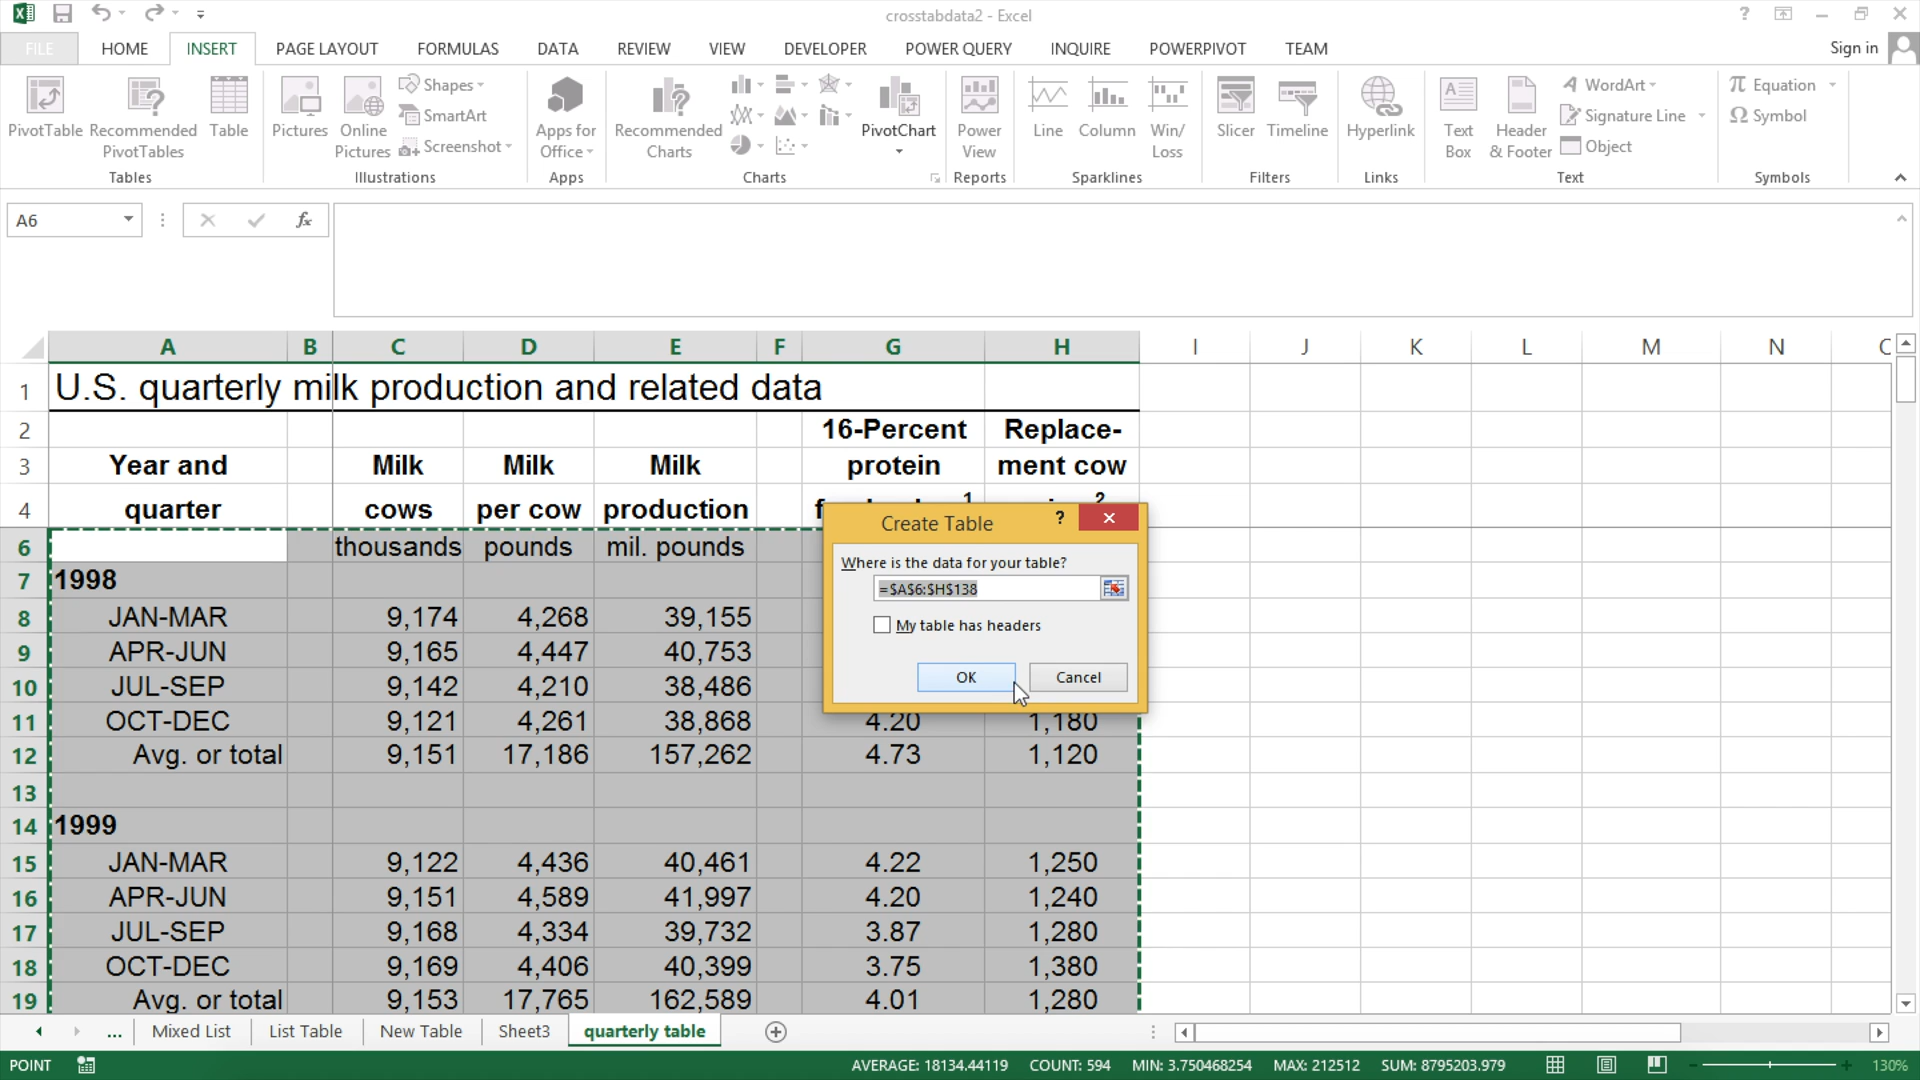 crosstabdata2 - Excel
FILE HOME INSERT PAGE LAYOUT FORMULAS DATA REVIEW VIEW DEVELOPER POWER QUERY INQUIRE POWERPIVOT TEAM Sign in
PivotTable
Recommended
PivotTables
Table
Tables
Pictures
Online
Pictures
Shapes
SmartArt
Screenshot
Illustrations
Apps for
Office
Apps
Recommended
Charts
PivotChart
Charts
Power
View
Reports
Line
Column
Win/
Loss
Sparklines
Slicer
Timeline
Filters
Hyperlink
Links
Text
Box
Header
& Footer
WordArt
Signature Line
Object
Text
π Equation
Ω Symbol
Symbols
A6 fx
A B C D E F G H I J K L M N
1 U.S. quarterly milk production and related data
2 16-Percent Replace-
3 Year and Milk Milk Milk protein ment cow
4 quarter cows per cow production 1 2
6 thousands pounds mil. pounds
7 1998
8 JAN-MAR 9,174 4,268 39,155
9 APR-JUN 9,165 4,447 40,753
10 JUL-SEP 9,142 4,210 38,486
11 OCT-DEC 9,121 4,261 38,868 4.20 1,180
12 Avg. or total 9,151 17,186 157,262 4.73 1,120
13
14 1999
15 JAN-MAR 9,122 4,436 40,461 4.22 1,250
16 APR-JUN 9,151 4,589 41,997 4.20 1,240
17 JUL-SEP 9,168 4,334 39,732 3.87 1,280
18 OCT-DEC 9,169 4,406 40,399 3.75 1,380
19 Avg. or total 9,153 17,765 162,589 4.01 1,280
Create Table ?
Where is the data for your table?
=$A$6:$H$138
My table has headers
OK Cancel
... Mixed List List Table New Table Sheet3 quarterly table
POINT AVERAGE: 18134.44119 COUNT: 594 MIN: 3.750468254 MAX: 212512 SUM: 8795203.979 130%